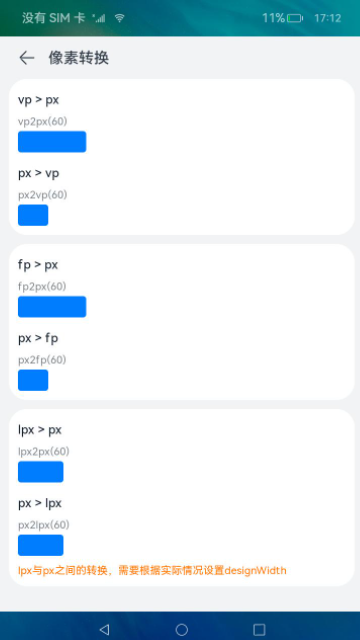 没有 SIM 卡
11%
17:12
像素转换
vp > px
vp2px(60)
px > vp
px2vp(60)
fp > px
fp2px(60)
px > fp
px2fp(60)
lpx > px
lpx2px(60)
px > lpx
px2lpx(60)
lpx与px之间的转换，需要根据实际情况设置designWidth